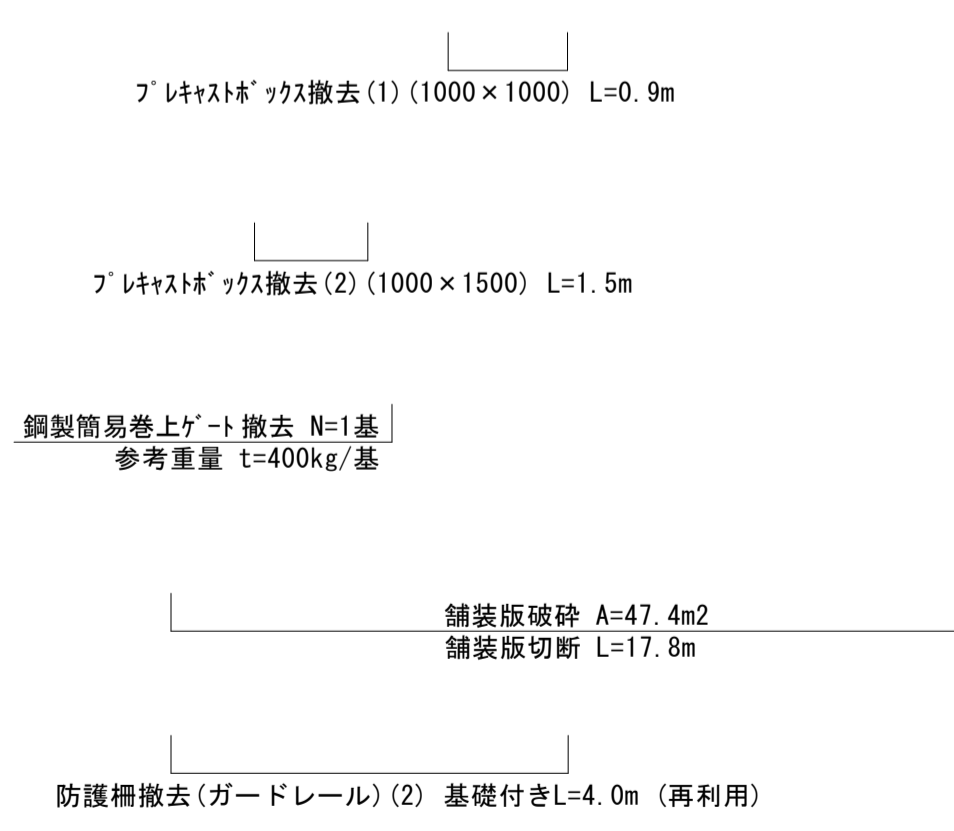 ﾌﾟﾚｷｬｽﾄﾎﾞｯｸｽ撤去(1)(1000×1000) L=0.9m
ﾌﾟﾚｷｬｽﾄﾎﾞｯｸｽ撤去(2)(1000×1500) L=1.5m
鋼製簡易巻上ｹﾞｰﾄ撤去 N=1基
参考重量 t=400kg/基
舗装版破砕 A=47.4m2
舗装版切断 L=17.8m
防護柵撤去(ガードレール)(2) 基礎付きL=4.0m (再利用)